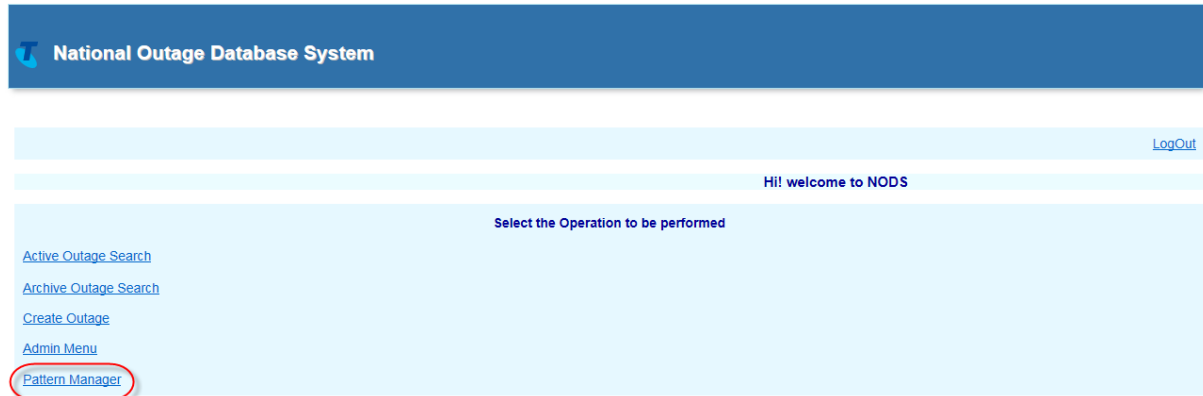 National Outage Database System
LogOut
Hi! welcome to NODS
Select the Operation to be performed
Active Outage Search
Archive Outage Search
Create Outage
Admin Menu
Pattern Manager